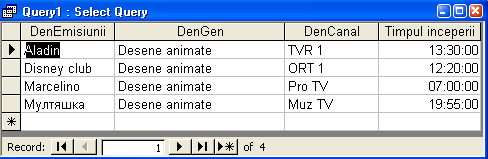 Query1 : Select Query
DenEmisiunii DenGen DenCanal Timpul inceperii
Aladin Desene animate TVR 1 13:30:00
Disney club Desene animate ORT 1 12:20:00
Marcelino Desene animate Pro TV 07:00:00
Мултяшка Desene animate Muz TV 19:55:00
Record: 1 of 4